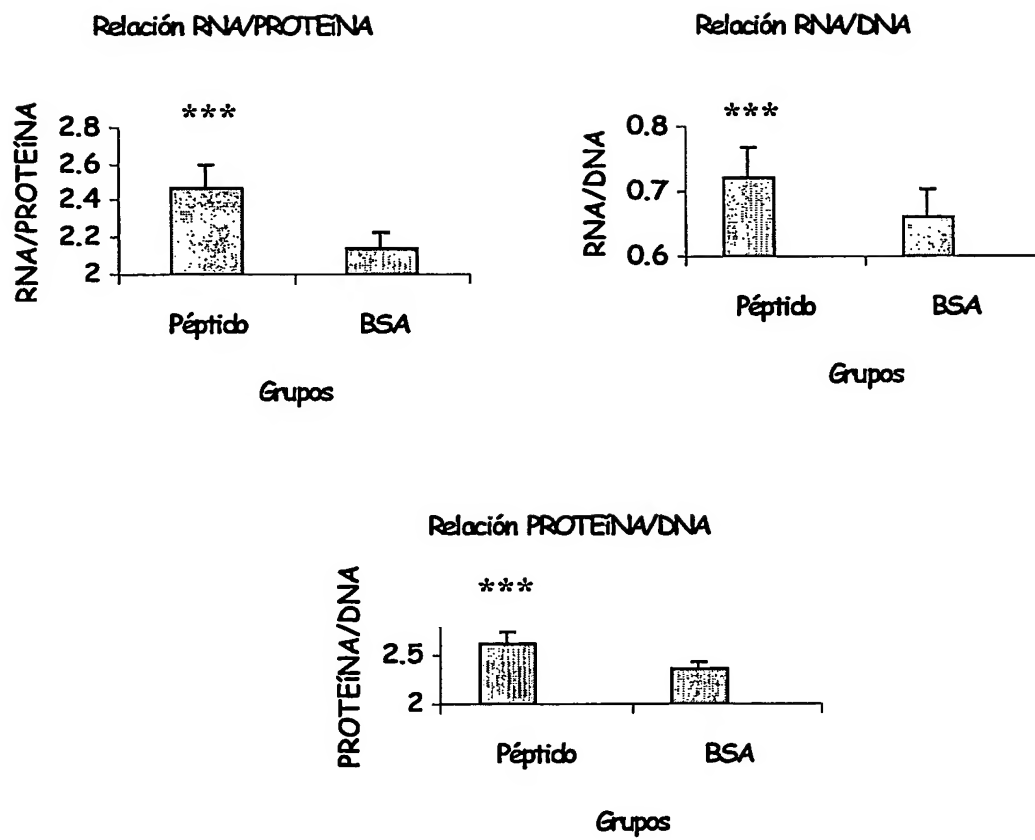 Relación RNA/PROTEíNA
RNA/PROTEíNA
***
2.8
2.6
2.4
2.2
2
Péptido BSA
Grupos
Relación RNA/DNA
RNA/DNA
***
0.8
0.7
0.6
Péptido BSA
Grupos
Relación PROTEíNA/DNA
PROTEíNA/DNA
***
2.5
2
Péptido BSA
Grupos